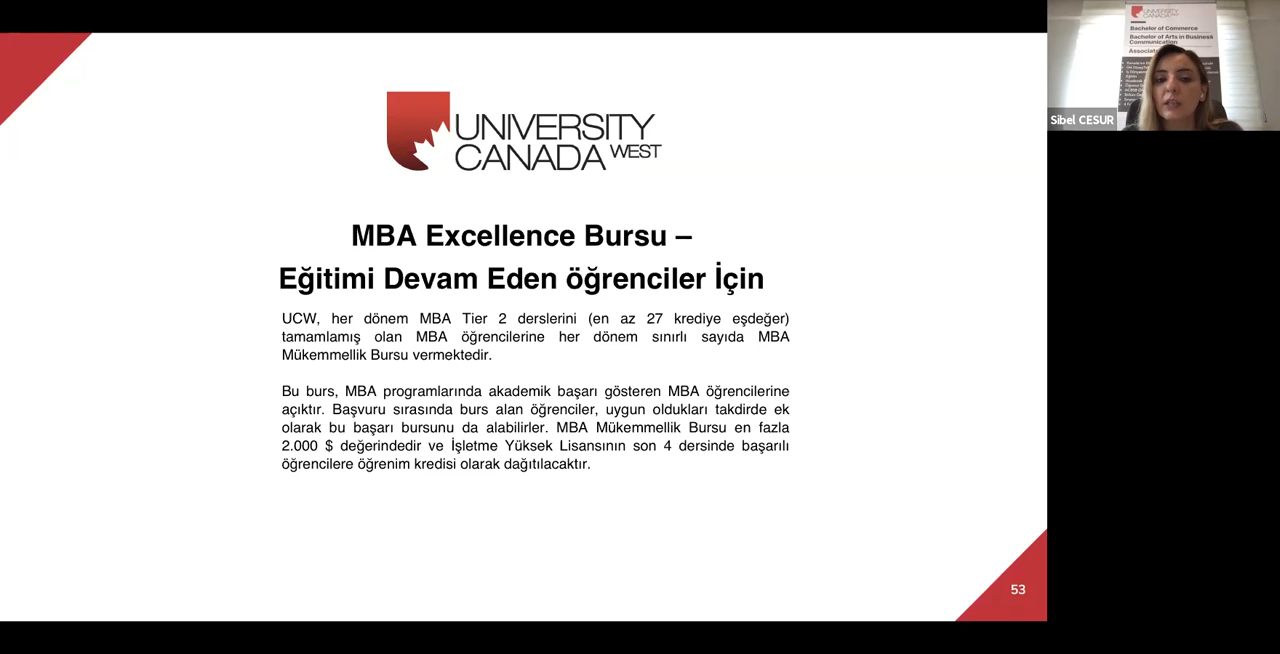 UNIVERSITY
CANADA WEST
MBA Excellence Bursu –
Eğitimi Devam Eden öğrenciler İçin
UCW, her dönem MBA Tier 2 derslerini (en az 27 krediye eşdeğer)
tamamlamış olan MBA öğrencilerine her dönem sınırlı sayıda MBA
Mükemmellik Bursu vermektedir.
Bu burs, MBA programlarında akademik başarı gösteren MBA öğrencilerine
açıktır. Başvuru sırasında burs alan öğrenciler, uygun oldukları takdirde ek
olarak bu başarı bursunu da alabilirler. MBA Mükemmellik Bursu en fazla
2.000 $ değerindedir ve İşletme Yüksek Lisansının son 4 dersinde başarılı
öğrencilere öğrenim kredisi olarak dağıtılacaktır.
53
UNIVERSITY
CANADA WEST
Bachelor of Commerce
Bachelor of Arts in Business
Communication
Sibel CESUR